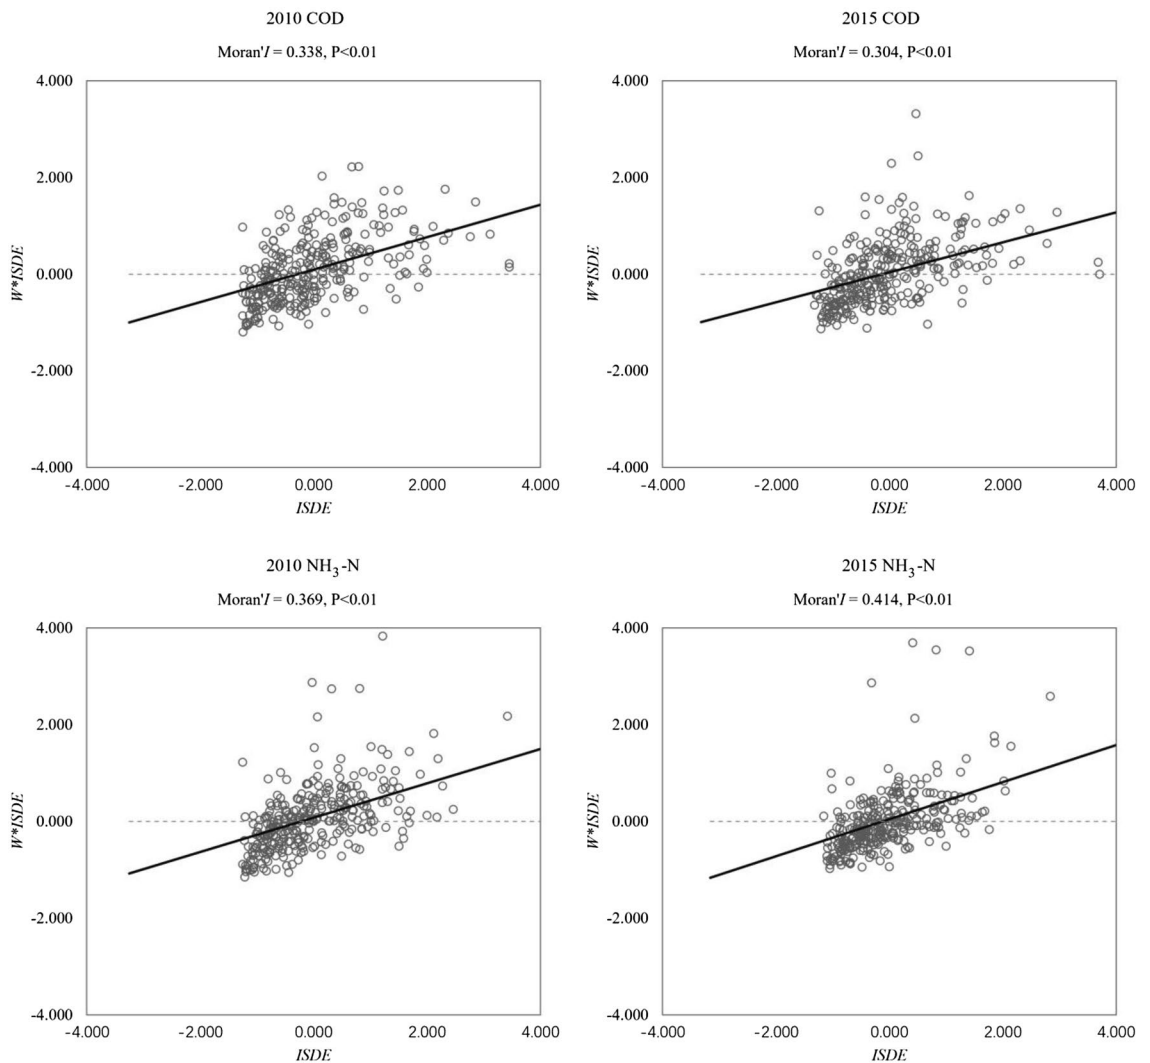 2010 COD
Moran'I = 0.338, P<0.01
4.000
2.000
0.000
-2.000
-4.000
W*ISDE
-4.000 -2.000 0.000 2.000 4.000
ISDE
2015 COD
Moran'I = 0.304, P<0.01
4.000
2.000
0.000
-2.000
-4.000
W*ISDE
-4.000 -2.000 0.000 2.000 4.000
ISDE
2010 NH3-N
Moran'I = 0.369, P<0.01
4.000
2.000
0.000
-2.000
-4.000
W*ISDE
-4.000 -2.000 0.000 2.000 4.000
ISDE
2015 NH3-N
Moran'I = 0.414, P<0.01
4.000
2.000
0.000
-2.000
-4.000
W*ISDE
-4.000 -2.000 0.000 2.000 4.000
ISDE